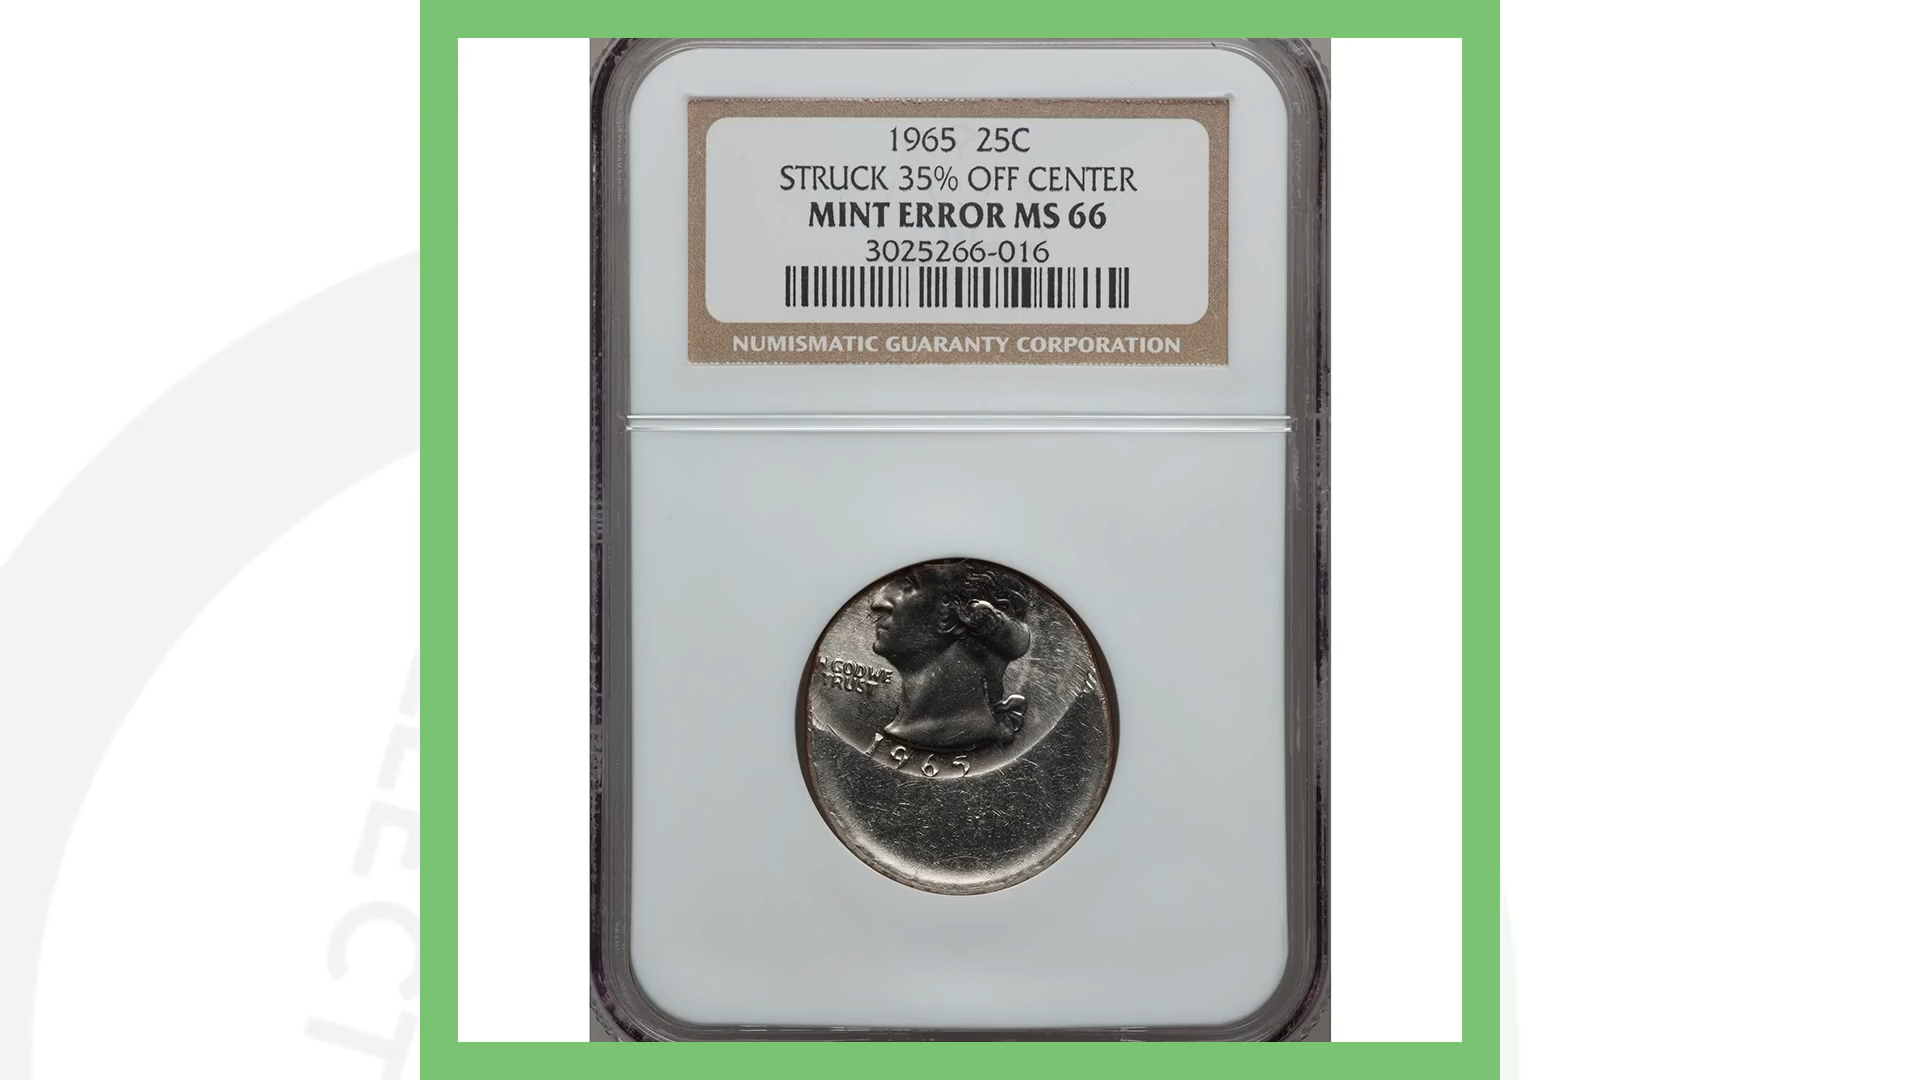 1965 25C
STRUCK 35% OFF CENTER
MINT ERROR MS 66
3025266-016
NUMISMATIC GUARANTY CORPORATION
GOD WE
TRUST
1965
LLECT